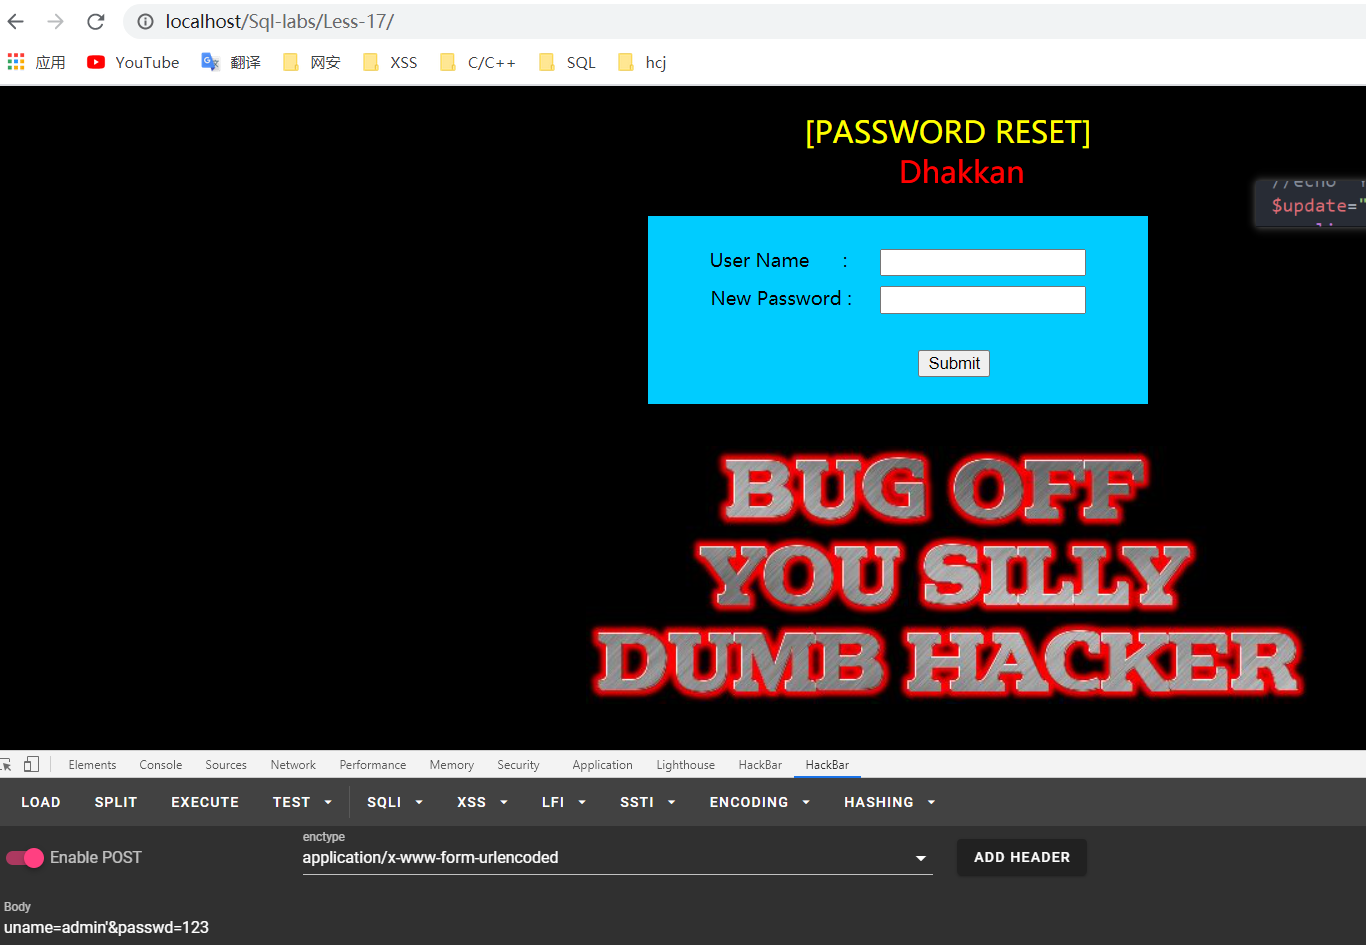 localhost/Sql-labs/Less-17/
应用 YouTube 翻译 网安 XSS C/C++ SQL hcj
[PASSWORD RESET]
Dhakkan
$update="
User Name :
New Password :
Submit
BUG OFF
YOU SILLY
DUMB HACKER
Elements Console Sources Network Performance Memory Security Application Lighthouse HackBar HackBar
LOAD SPLIT EXECUTE TEST SQLI XSS LFI SSTI ENCODING HASHING
enctype
Enable POST application/x-www-form-urlencoded ADD HEADER
Body
uname=admin'&passwd=123